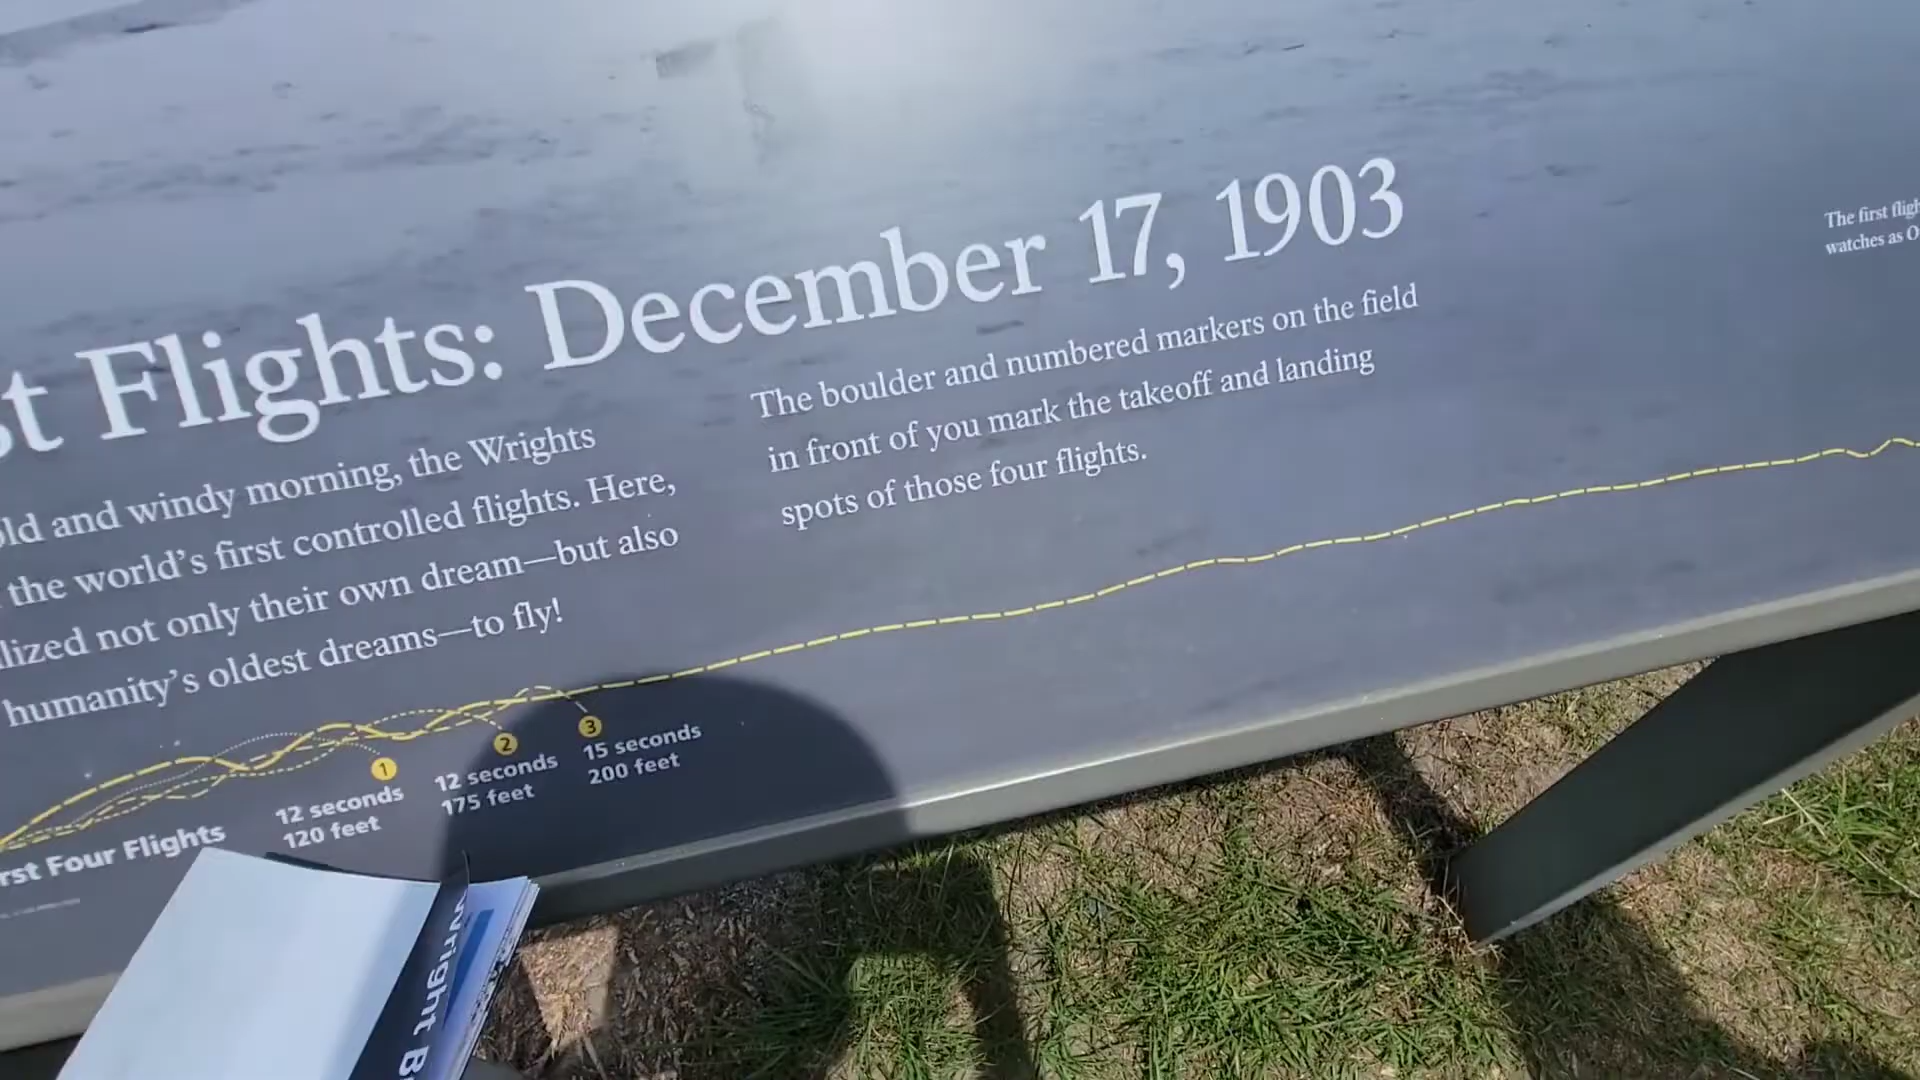 t Flights: December 17, 1903
old and windy morning, the Wrights
the world's first controlled flights. Here,
lized not only their own dream—but also
humanity's oldest dreams—to fly!
The boulder and numbered markers on the field
in front of you mark the takeoff and landing
spots of those four flights.
The first fligh
watches as O
1
12 seconds
120 feet
2
12 seconds
175 feet
3
15 seconds
200 feet
rst Four Flights
Wright B